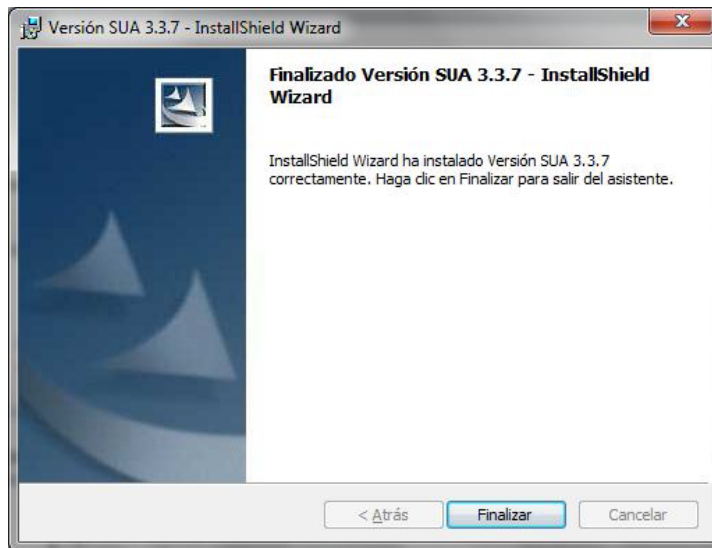 Versión SUA 3.3.7 - InstallShield Wizard
Finalizado Versión SUA 3.3.7 - InstallShield
Wizard
InstallShield Wizard ha instalado Versión SUA 3.3.7
correctamente. Haga clic en Finalizar para salir del asistente.
< Atrás Finalizar Cancelar